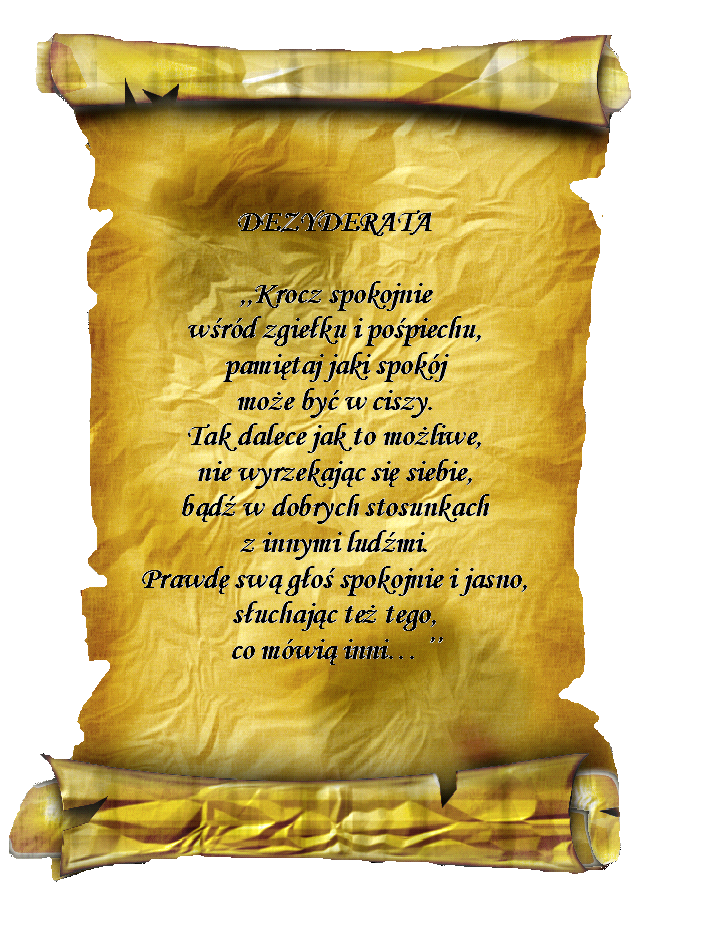 DEZYDERATA
,,Krocz spokojnie
wśród zgiełku i pośpiechu,
pamiętaj jaki spokój
może być w ciszy.
Tak dalece jak to możliwe,
nie wyrzekając się siebie,
bądź w dobrych stosunkach
z innymi ludźmi.
Prawdę swą głoś spokojnie i jasno,
słuchając też tego,
co mówią inni… ´´